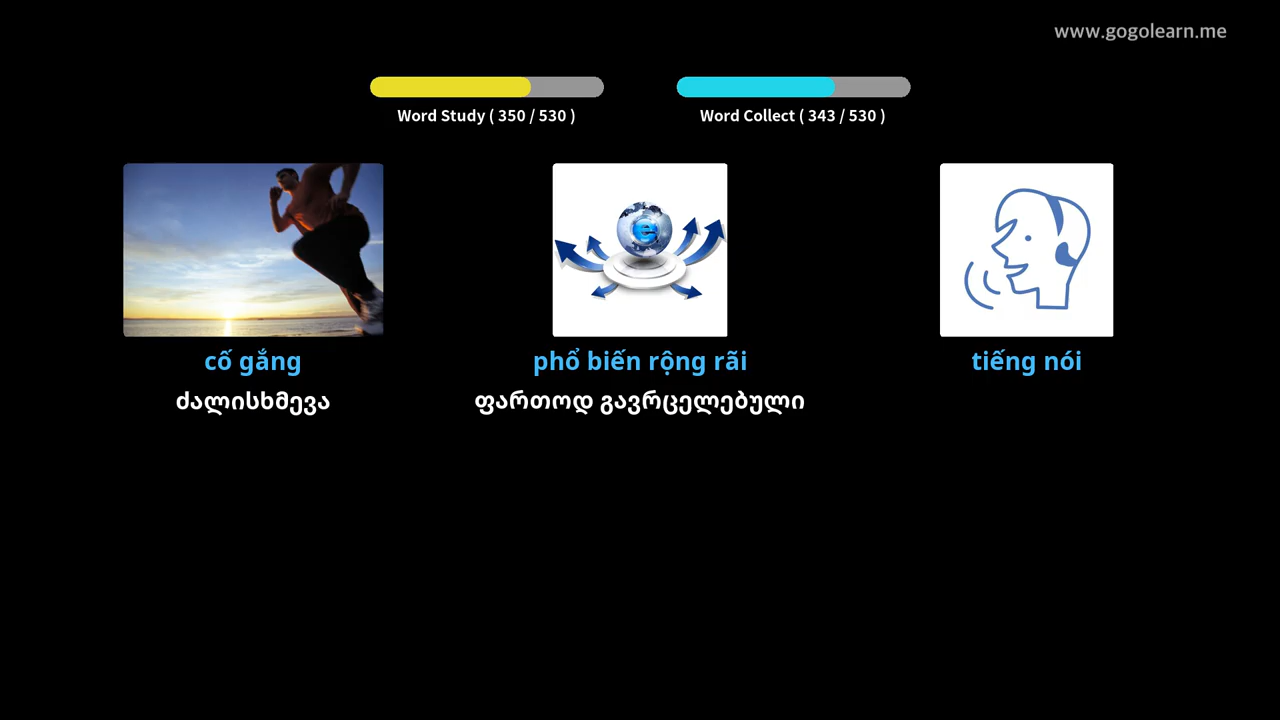 www.gogolearn.me
Word Study ( 350 / 530 )
Word Collect ( 343 / 530 )
e
cố gắng
phổ biến rộng rãi
tiếng nói
ძალისხმევა
ფართოდ გავრცელებული